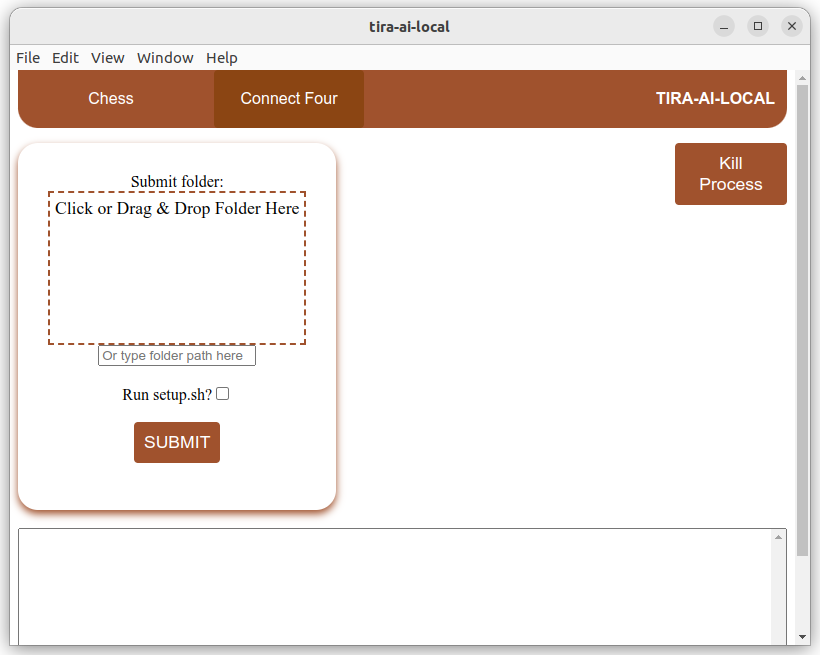 tira-ai-local
File Edit View Window Help
Chess Connect Four TIRA-AI-LOCAL
Kill
Process
Submit folder:
Click or Drag & Drop Folder Here
Or type folder path here
Run setup.sh?
SUBMIT